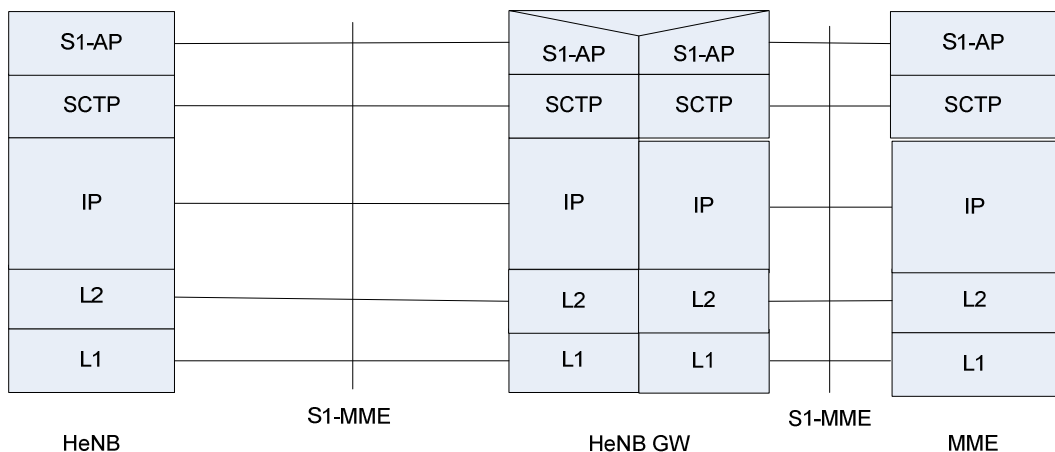 S1-AP
S1-AP S1-AP
S1-AP
SCTP
SCTP SCTP
SCTP
IP
IP IP
IP
L2
L2 L2
L2
L1
L1 L1
L1
S1-MME
S1-MME
HeNB
HeNB GW
MME